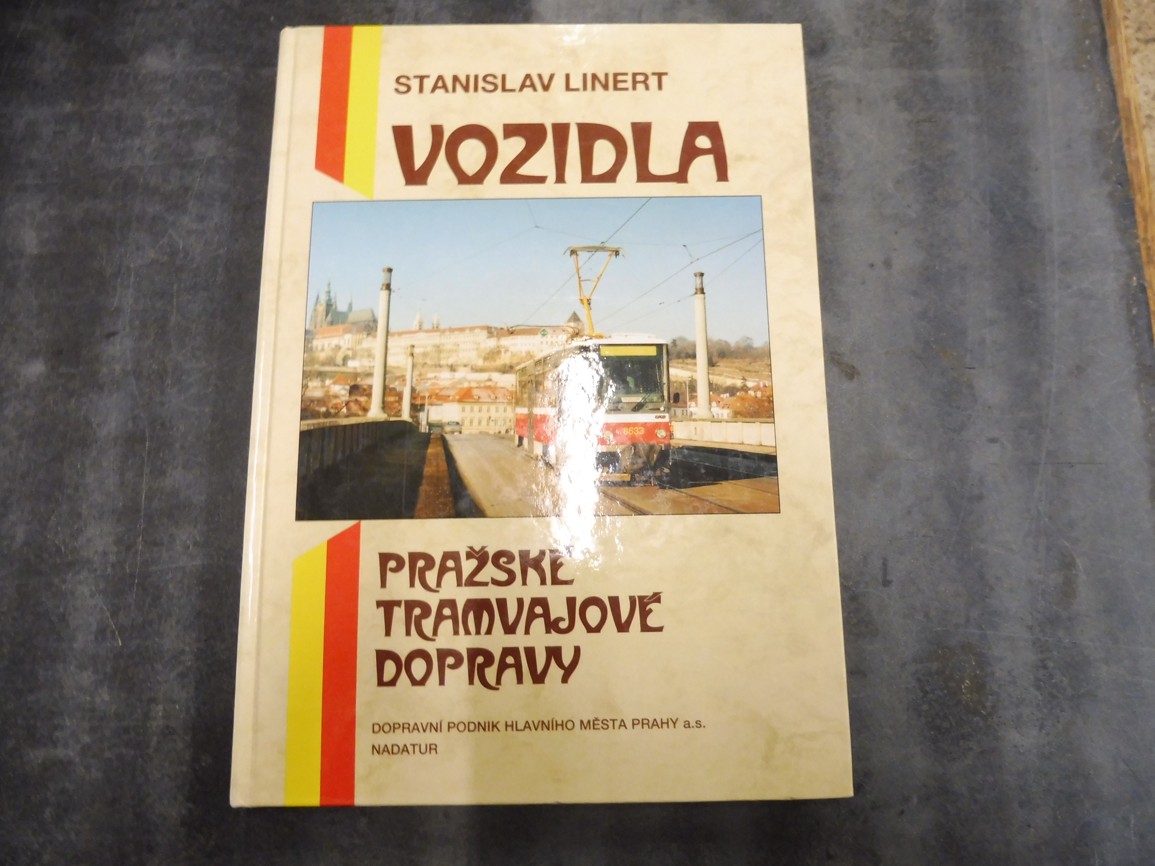 STANISLAV LINERT
VOZIDLA
PRAŽSKÉ
TRAMVAJOVÉ
DOPRAVY
DOPRAVNÍ PODNIK HLAVNÍHO MĚSTA PRAHY a.s.
NADATUR